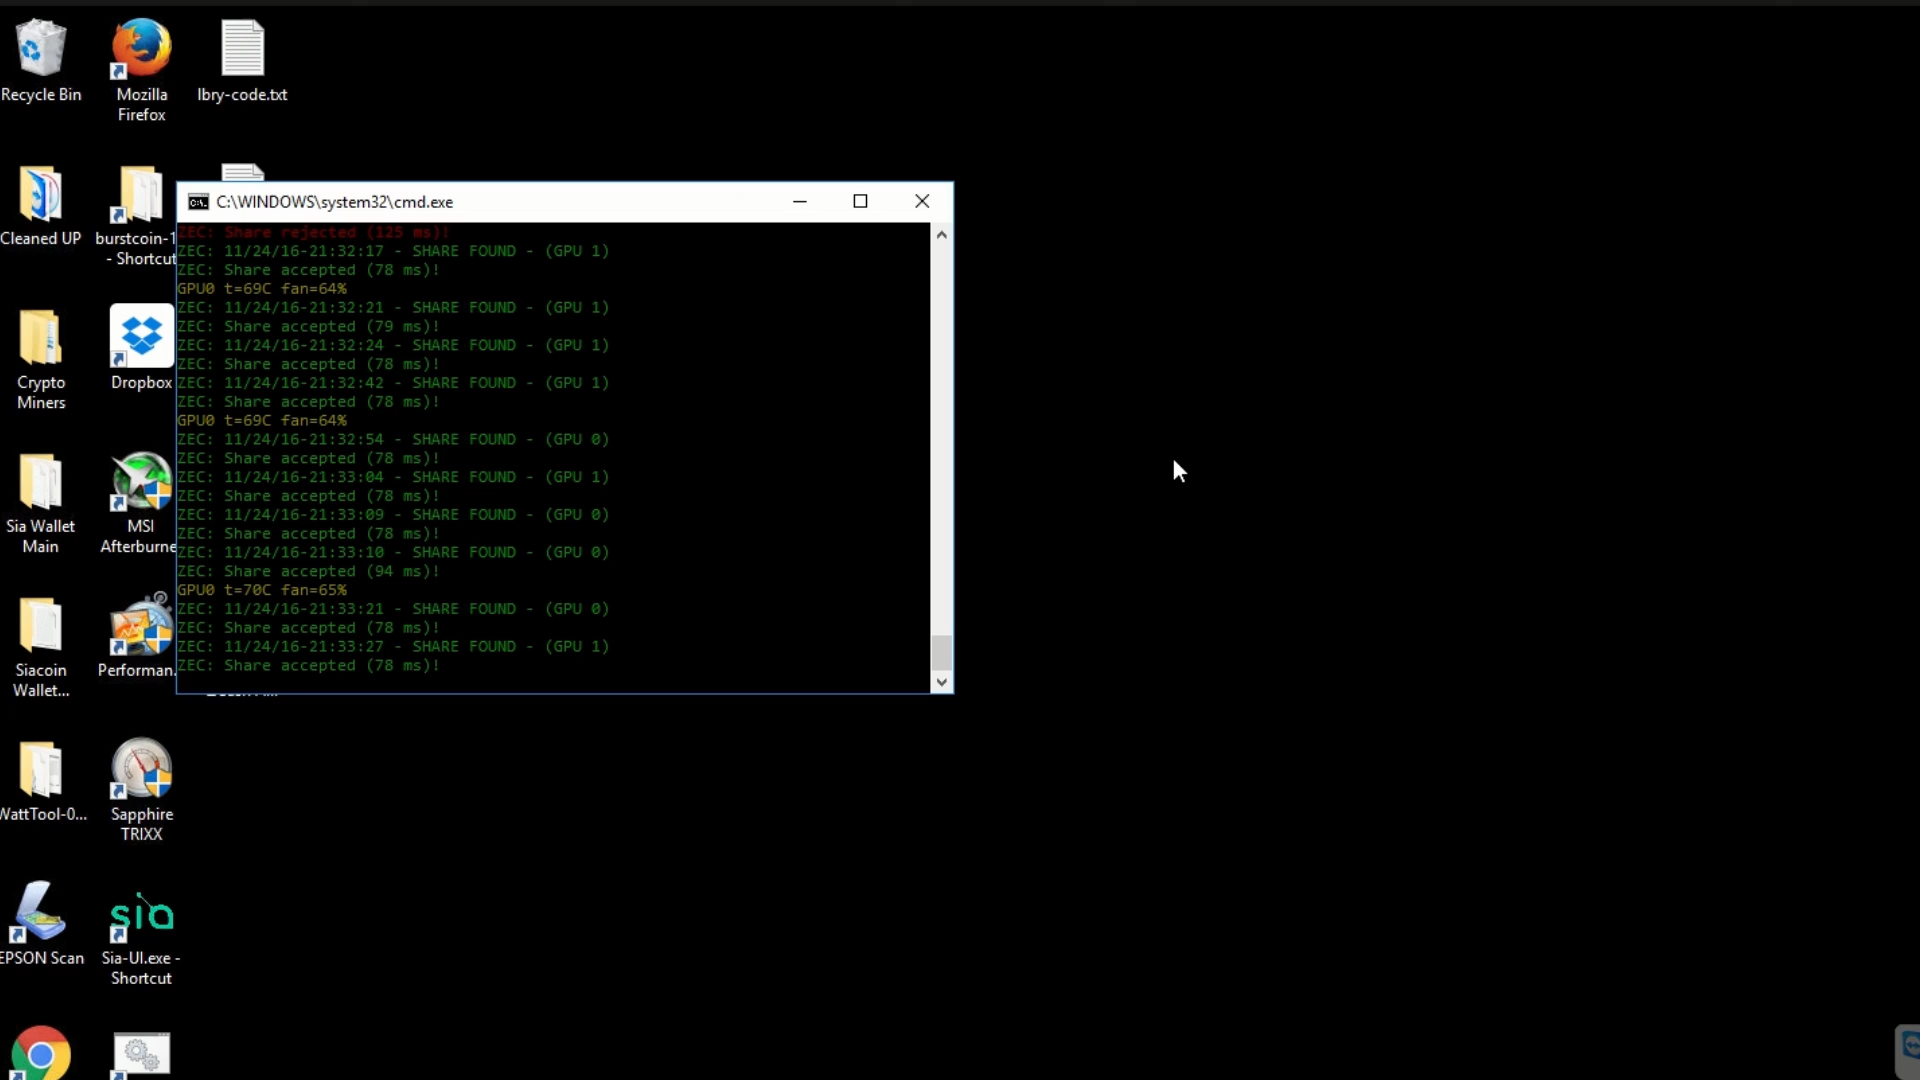 Recycle Bin
Mozilla
Firefox
lbry-code.txt
Cleaned UP
burstcoin-1
- Shortcut
Crypto
Miners
Dropbox
Sia Wallet
Main
MSI
Afterburne
Siacoin
Wallet...
Performan.
WattTool-0...
Sapphire
TRIXX
EPSON Scan
sia
Sia-UI.exe -
Shortcut
C:\WINDOWS\system32\cmd.exe
ZEC: Share rejected (125 ms)!
ZEC: 11/24/16-21:32:17 - SHARE FOUND - (GPU 1)
ZEC: Share accepted (78 ms)!
GPU0 t=69C fan=64%
ZEC: 11/24/16-21:32:21 - SHARE FOUND - (GPU 1)
ZEC: Share accepted (79 ms)!
ZEC: 11/24/16-21:32:24 - SHARE FOUND - (GPU 1)
ZEC: Share accepted (78 ms)!
ZEC: 11/24/16-21:32:42 - SHARE FOUND - (GPU 1)
ZEC: Share accepted (78 ms)!
GPU0 t=69C fan=64%
ZEC: 11/24/16-21:32:54 - SHARE FOUND - (GPU 0)
ZEC: Share accepted (78 ms)!
ZEC: 11/24/16-21:33:04 - SHARE FOUND - (GPU 1)
ZEC: Share accepted (78 ms)!
ZEC: 11/24/16-21:33:09 - SHARE FOUND - (GPU 0)
ZEC: Share accepted (78 ms)!
ZEC: 11/24/16-21:33:10 - SHARE FOUND - (GPU 0)
ZEC: Share accepted (94 ms)!
GPU0 t=70C fan=65%
ZEC: 11/24/16-21:33:21 - SHARE FOUND - (GPU 0)
ZEC: Share accepted (78 ms)!
ZEC: 11/24/16-21:33:27 - SHARE FOUND - (GPU 1)
ZEC: Share accepted (78 ms)!